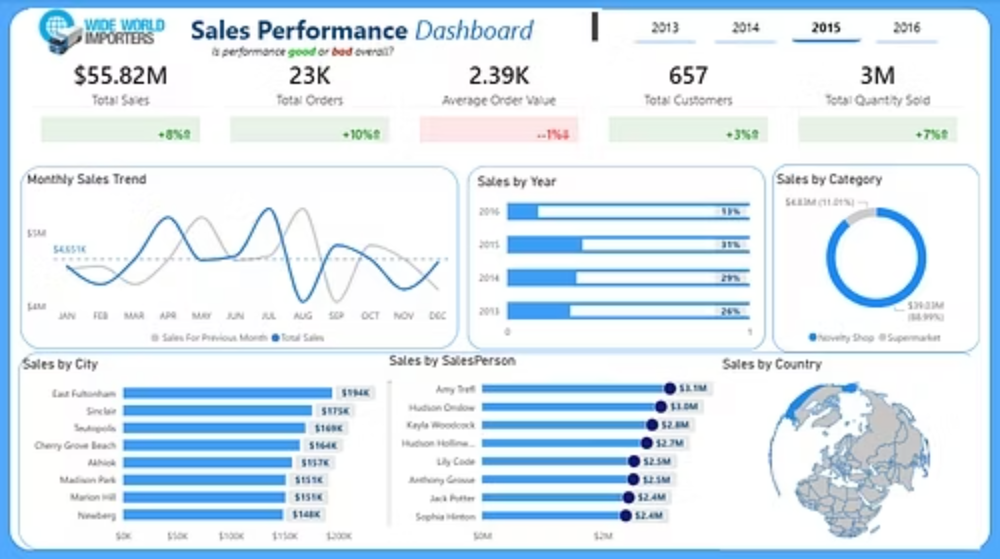 WIDE WORLD
IMPORTERS
Sales Performance Dashboard
Is performance good or bad overall?
2013
2014
2015
2016
$55.82M
Total Sales
+8%⇑
23K
Total Orders
+10%⇑
2.39K
Average Order Value
--1%⇓
657
Total Customers
+3%⇑
3M
Total Quantity Sold
+7%⇑
Monthly Sales Trend
$5M
$4,651K
$4M
JAN FEB MAR APR MAY JUN JUL AUG SEP OCT NOV DEC
Sales For Previous Month Total Sales
Sales by Year
2016 13%
2015 31%
2014 29%
2013 26%
0 1
Sales by Category
$4.83M (11.01%)
$39.03M
(88.99%)
Novelty Shop Supermarket
Sales by City
East Fultonham $194K
Sinclair $175K
Teutopolis $169K
Cherry Grove Beach $164K
Akhiok $157K
Madison Park $151K
Marion Hill $151K
Newberg $148K
$0K $50K $100K $150K $200K
Sales by SalesPerson
Amy Trefl $3.1M
Hudson Onslow $3.0M
Kayla Woodcock $2.8M
Hudson Hollinw... $2.7M
Lily Code $2.5M
Anthony Grosse $2.5M
Jack Potter $2.4M
Sophia Hinton $2.4M
$0M $2M
Sales by Country